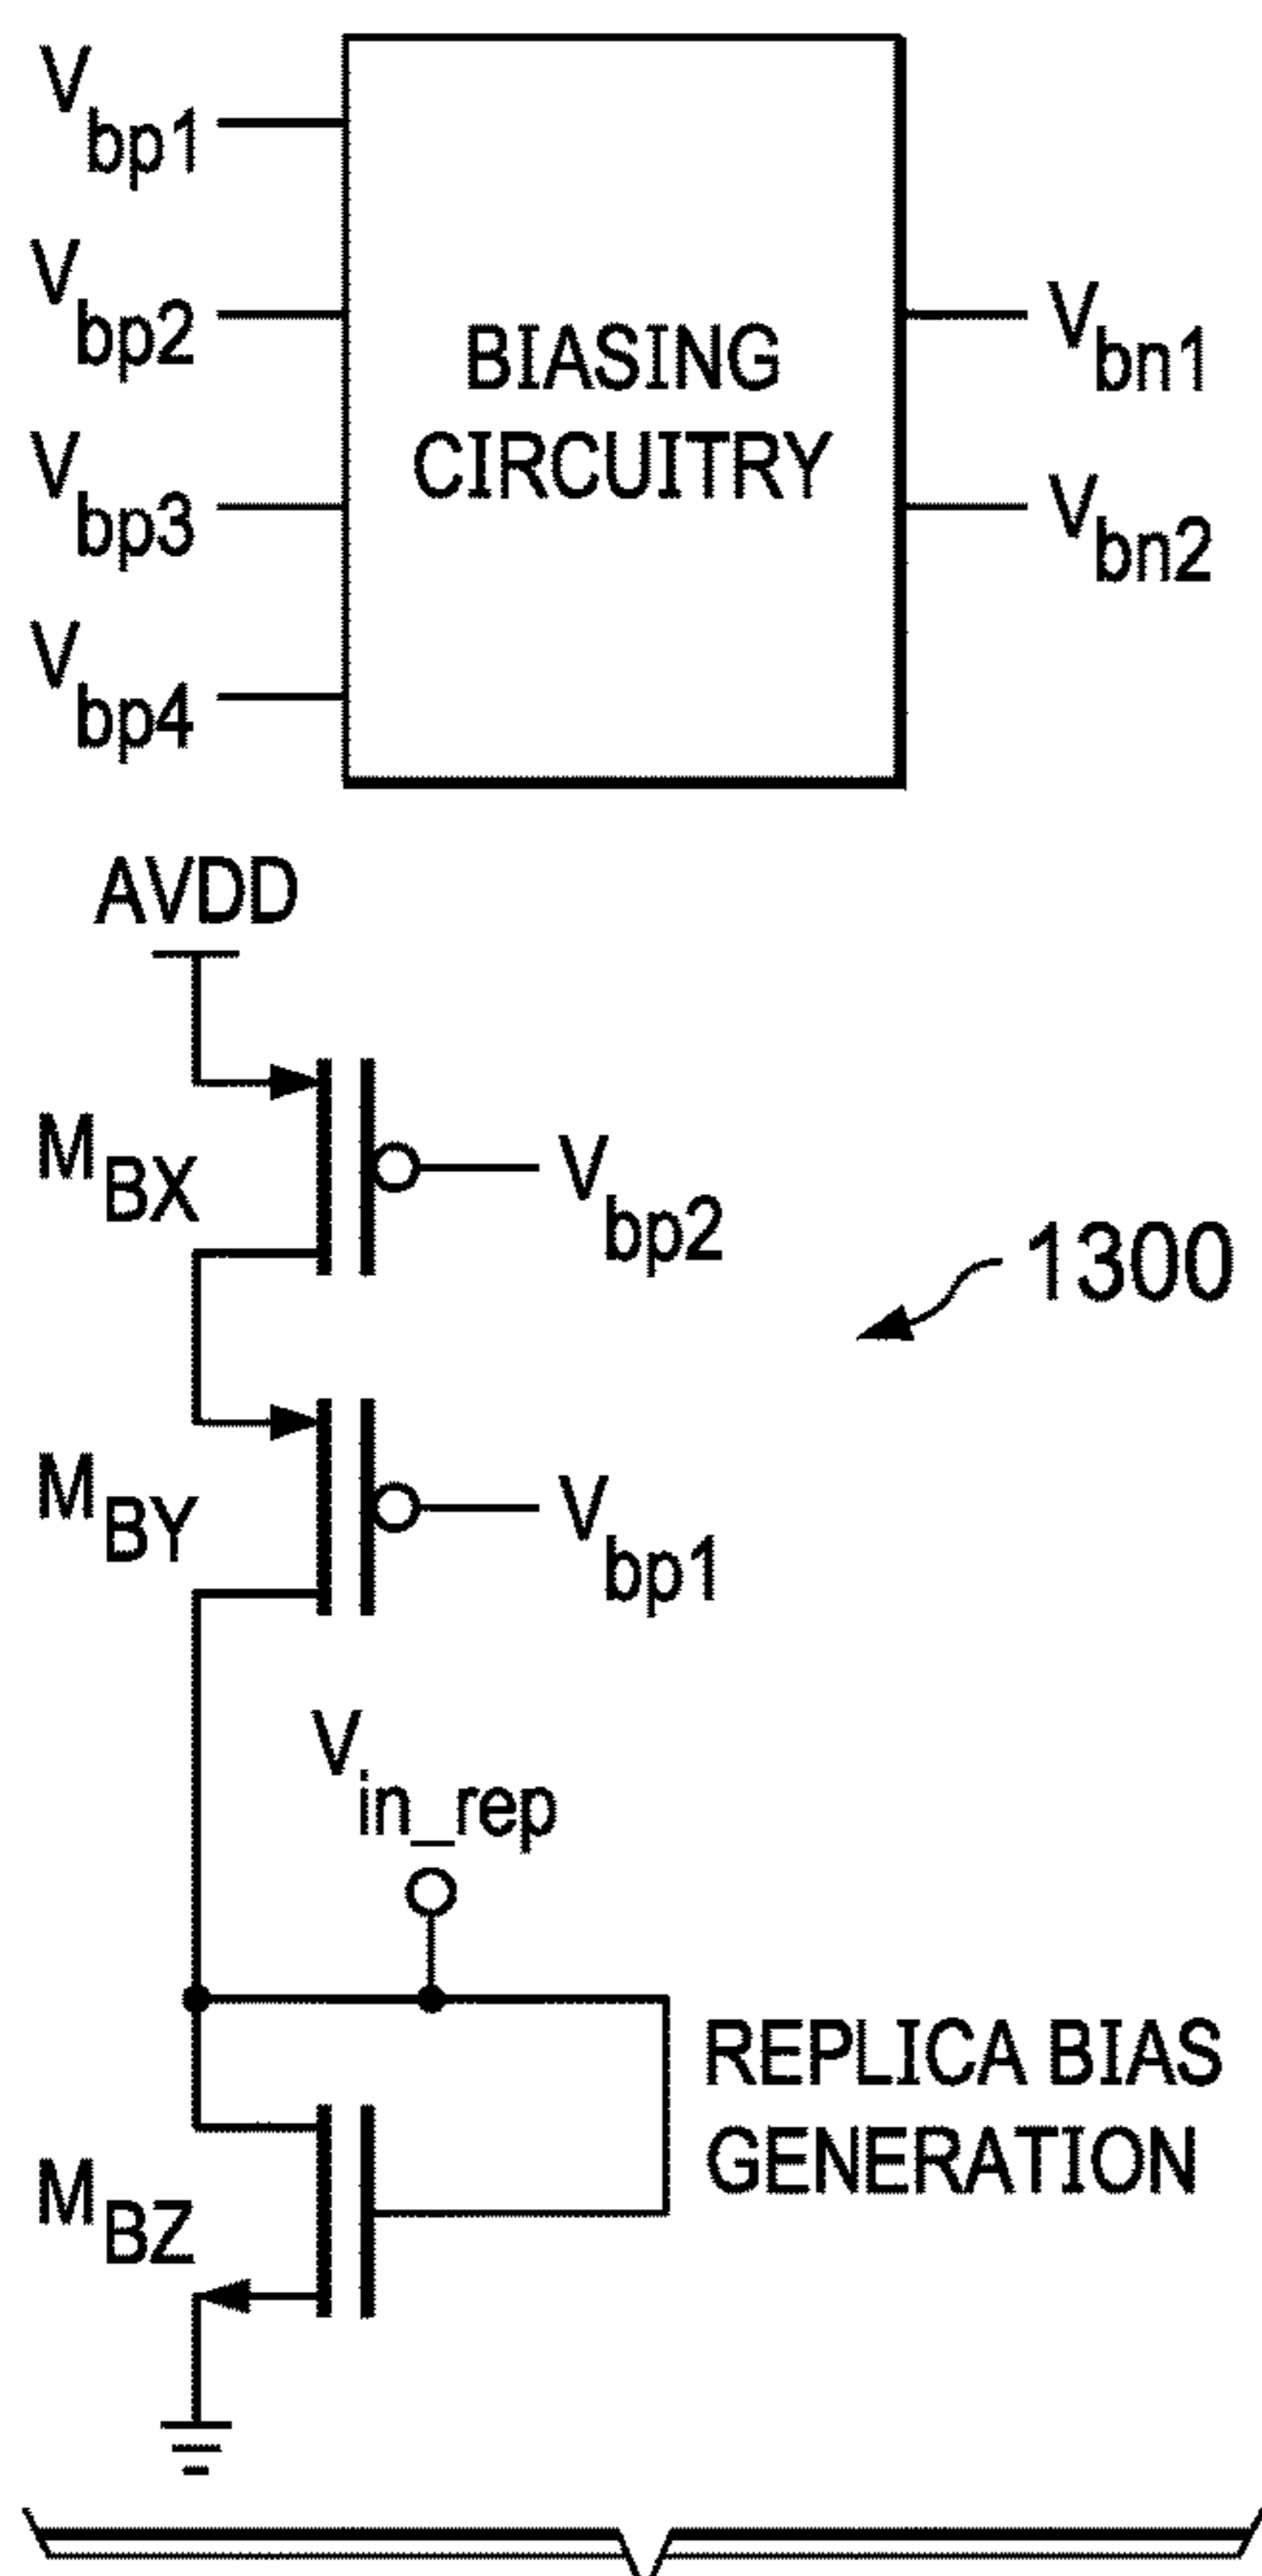 Vbp1
Vbp2
Vbp3
Vbp4
BIASING
CIRCUITRY
Vbn1
Vbn2
AVDD
MBX
Vbp2
1300
MBY
Vbp1
Vin_rep
REPLICA BIAS
GENERATION
MBZ